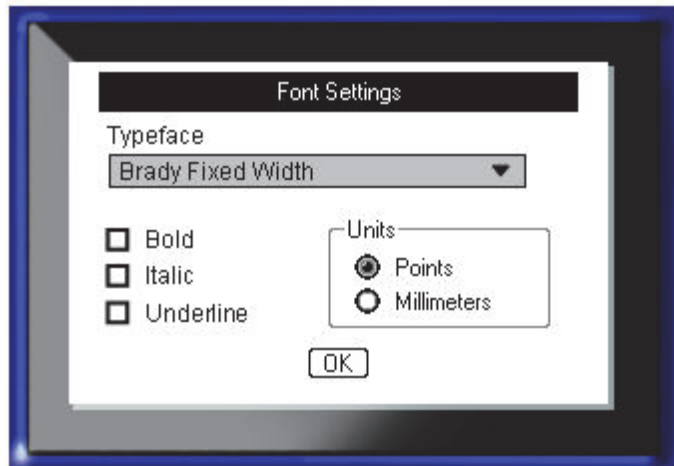 Font Settings
Typeface
Brady Fixed Width
Bold
Italic
Underline
Units
Points
Millimeters
OK